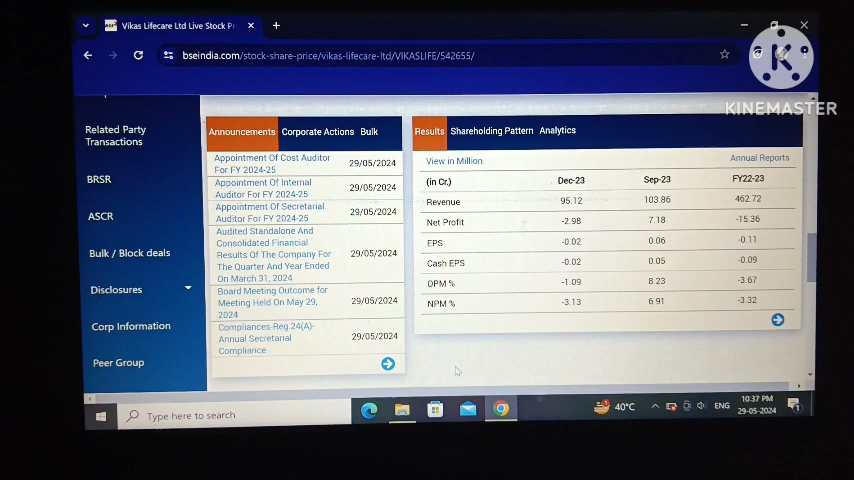 Vikas Lifecare Ltd Live Stock Pr
bseindia.com/stock-share-price/vikas-lifecare-ltd/VIKASLIFE/542655/
K
KINEMASTER
Related Party
Transactions
BRSR
ASCR
Bulk / Block deals
Disclosures
Corp Information
Peer Group
Announcements Corporate Actions Bulk
Appointment Of Cost Auditor
For FY 2024-25 29/05/2024
Appointment Of Internal
Auditor For FY 2024-25 29/05/2024
Appointment Of Secretarial
Auditor For FY 2024-25 29/05/2024
Audited Standalone And
Consolidated Financial
Results Of The Company For 29/05/2024
The Quarter And Year Ended
On March 31, 2024
Board Meeting Outcome for
Meeting Held On May 29, 29/05/2024
2024
Compliances-Reg.24(A)-
Annual Secretarial 29/05/2024
Compliance
Results Shareholding Pattern Analytics
View in Million. Annual Reports
(in Cr.) Dec-23 Sep-23 FY22-23
Revenue 95.12 103.86 462.72
Net Profit -2.98 7.18 -15.36
EPS -0.02 0.06 -0.11
Cash EPS -0.02 0.05 -0.09
OPM % -1.09 8.23 -3.67
NPM % -3.13 6.91 -3.32
Type here to search
40°C
ENG
10:37 PM
29-05-2024
1